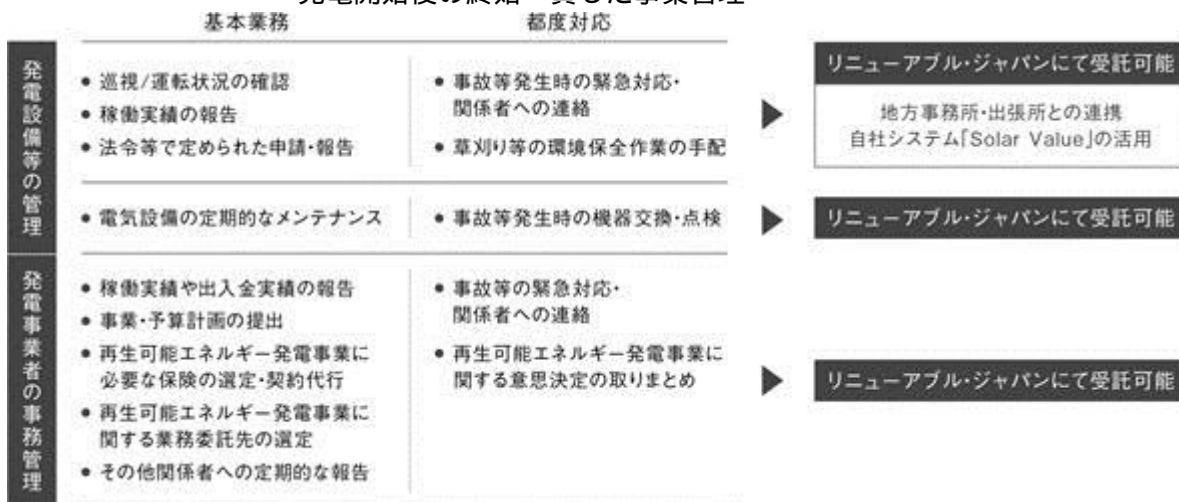 発電開始後の終始一貫した事業管理
基本業務
都度対応
発電設備等の管理
• 巡視/運転状況の確認
• 稼働実績の報告
• 法令等で定められた申請・報告
• 事故等発生時の緊急対応・
関係者への連絡
• 草刈り等の環境保全作業の手配
▶
リニューアブル・ジャパンにて受託可能
地方事務所・出張所との連携
自社システム「Solar Value」の活用
• 電気設備の定期的なメンテナンス
• 事故等発生時の機器交換・点検
▶
リニューアブル・ジャパンにて受託可能
発電事業者の事務管理
• 稼働実績や出入金実績の報告
• 事業・予算計画の提出
• 再生可能エネルギー発電事業に
必要な保険の選定・契約代行
• 再生可能エネルギー発電事業に
関する業務委託先の選定
• その他関係者への定期的な報告
• 事故等の緊急対応・
関係者への連絡
• 再生可能エネルギー発電事業に
関する意思決定の取りまとめ
▶
リニューアブル・ジャパンにて受託可能